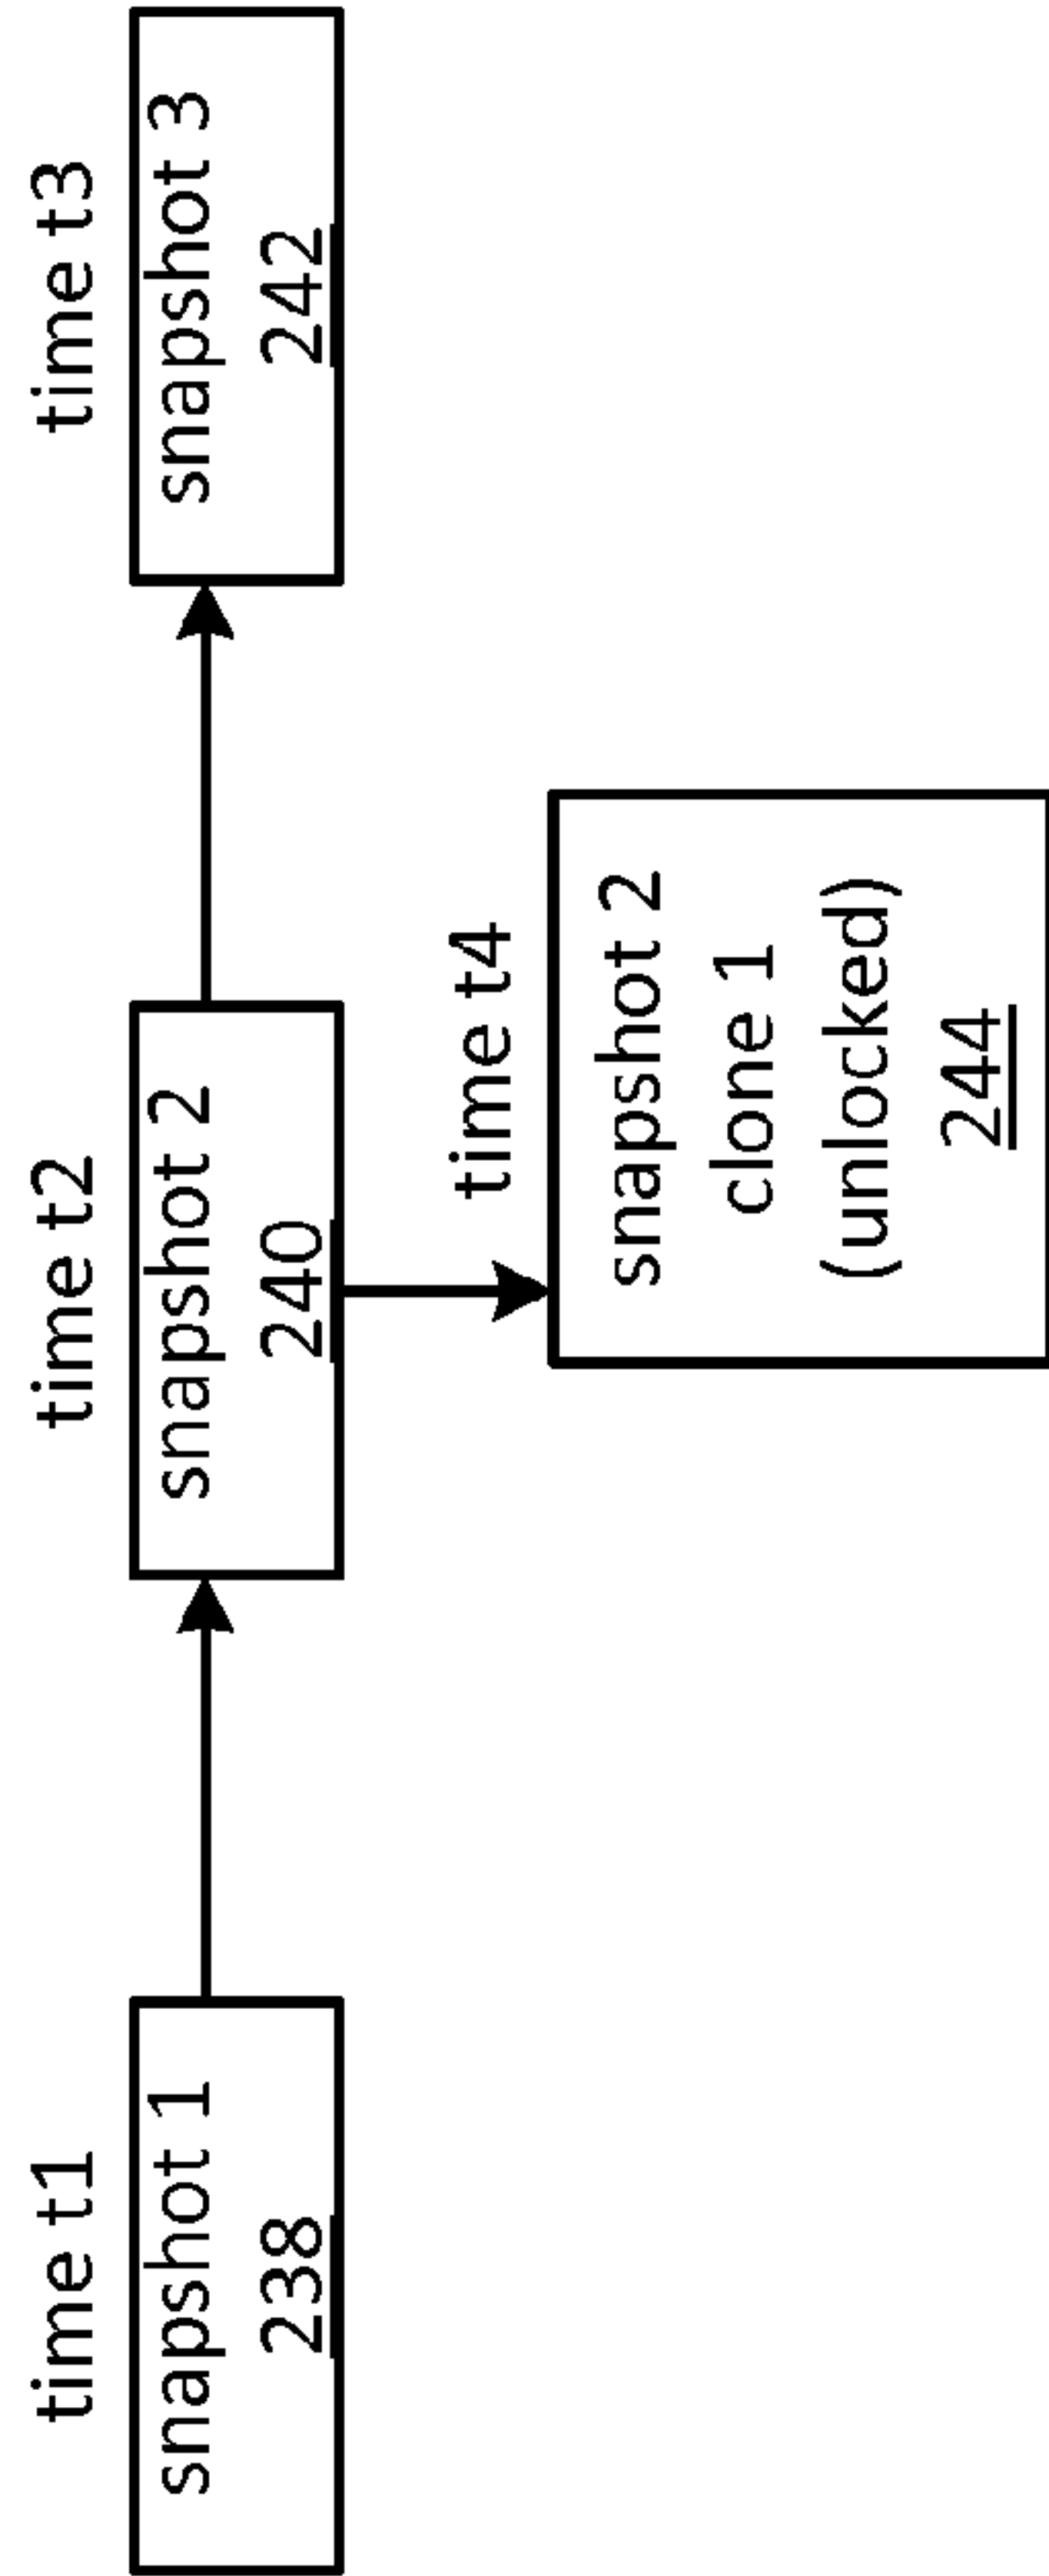 time t1
snapshot 1
238
time t2
snapshot 2
240
time t3
snapshot 3
242
time t4
snapshot 2
clone 1
(unlocked)
244